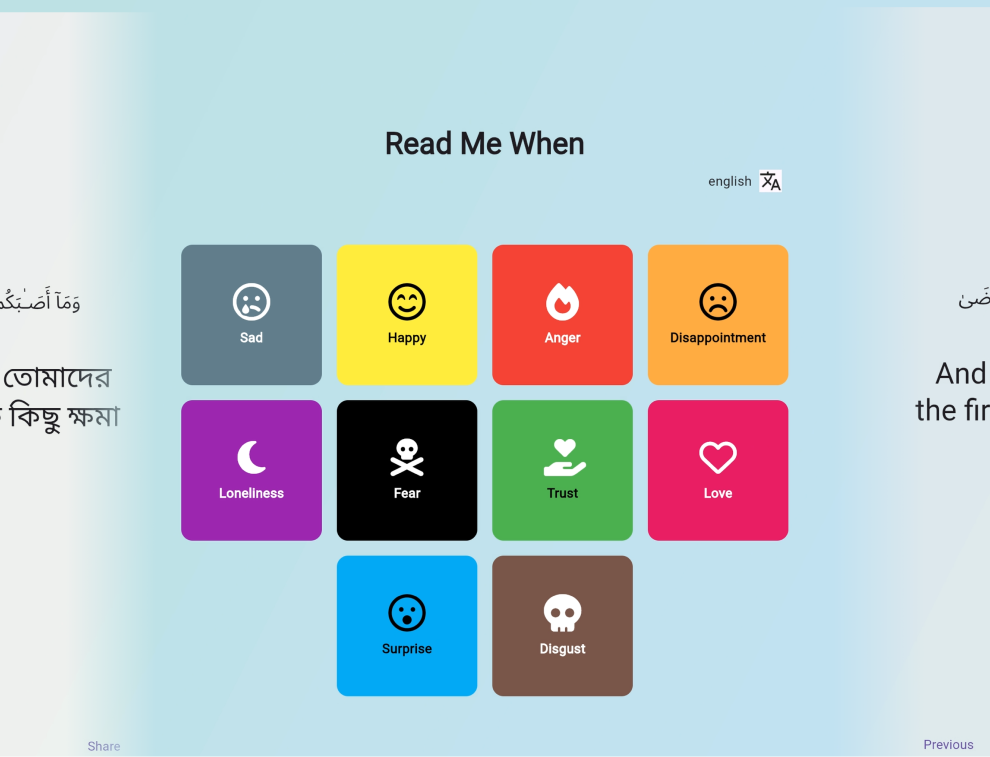 Read Me When
english
Sad
Happy
Anger
Disappointment
Loneliness
Fear
Trust
Love
Surprise
Disgust
وَمَآ أَصَـٰبَكُم
তোমাদের
কিছু ক্ষমা
Share
And
the fir
Previous